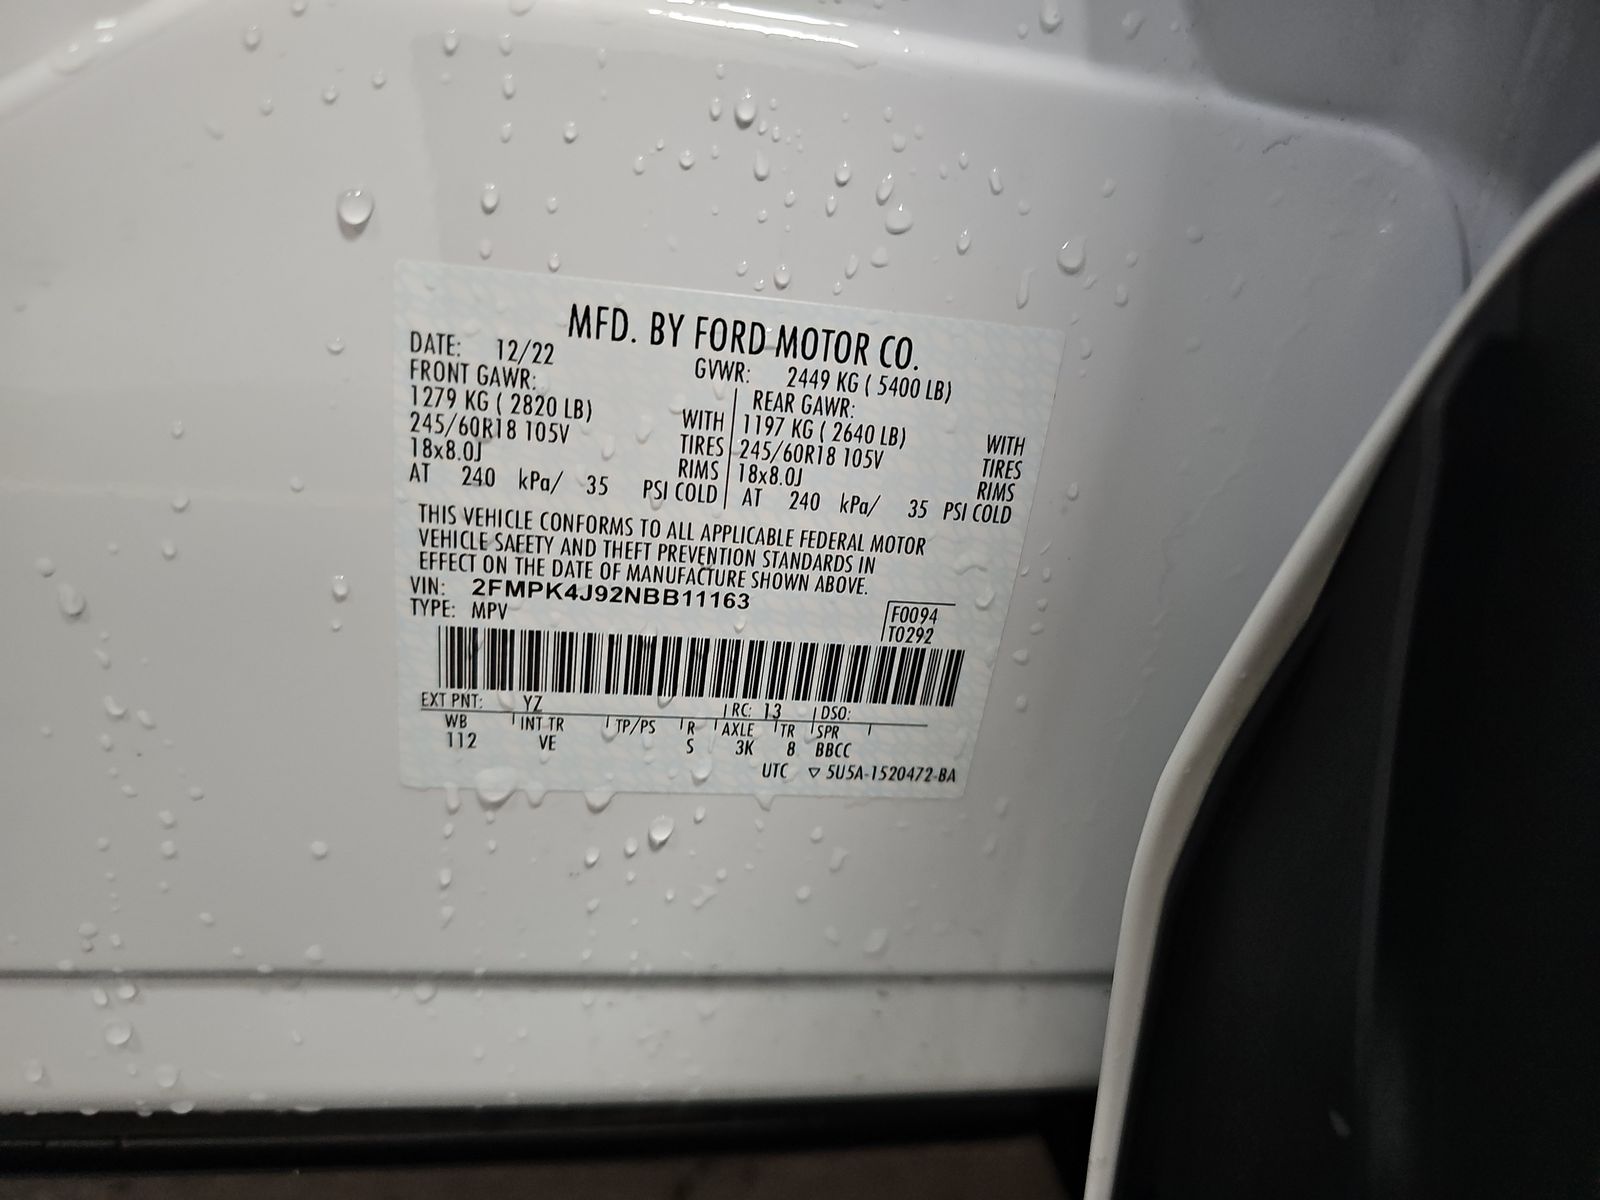 MFD. BY FORD MOTOR CO.
DATE: 12/22
GVWR: 2449 KG ( 5400 LB)
FRONT GAWR:
REAR GAWR:
1279 KG ( 2820 LB) WITH
1197 KG ( 2640 LB) WITH
245/60R18 105V TIRES
245/60R18 105V TIRES
18x8.0J RIMS
18x8.0J RIMS
AT 240 kPa/ 35 PSI COLD
AT 240 kPa/ 35 PSI COLD
THIS VEHICLE CONFORMS TO ALL APPLICABLE FEDERAL MOTOR
VEHICLE SAFETY AND THEFT PREVENTION STANDARDS IN
EFFECT ON THE DATE OF MANUFACTURE SHOWN ABOVE.
VIN: 2FMPK4J92NBB11163
TYPE: MPV
F0094
T0292
EXT PNT: YZ RC: 13 DSO:
WB INT TR TP/PS R AXLE TR SPR
112 VE S 3K 8 BBCC
UTC ▽ 5U5A-1520472-BA